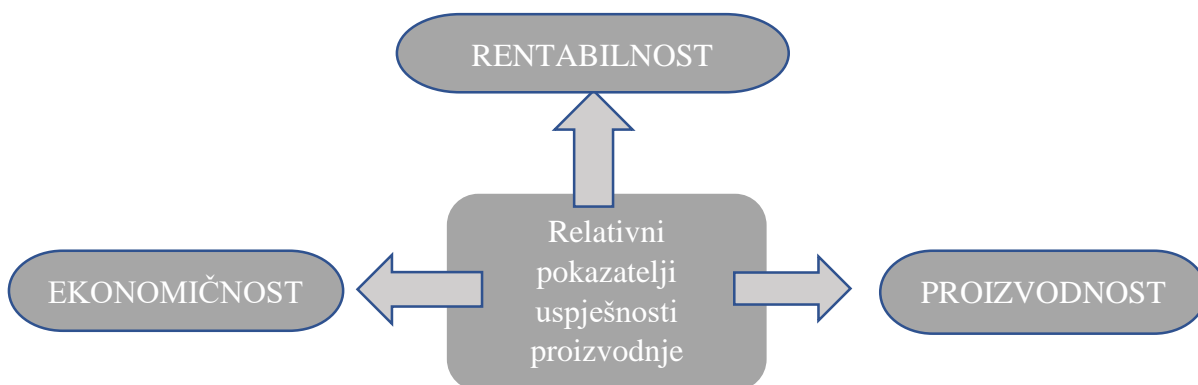 RENTABILNOST
Relativni
pokazatelji
uspješnosti
proizvodnje
EKONOMIČNOST
PROIZVODNOST